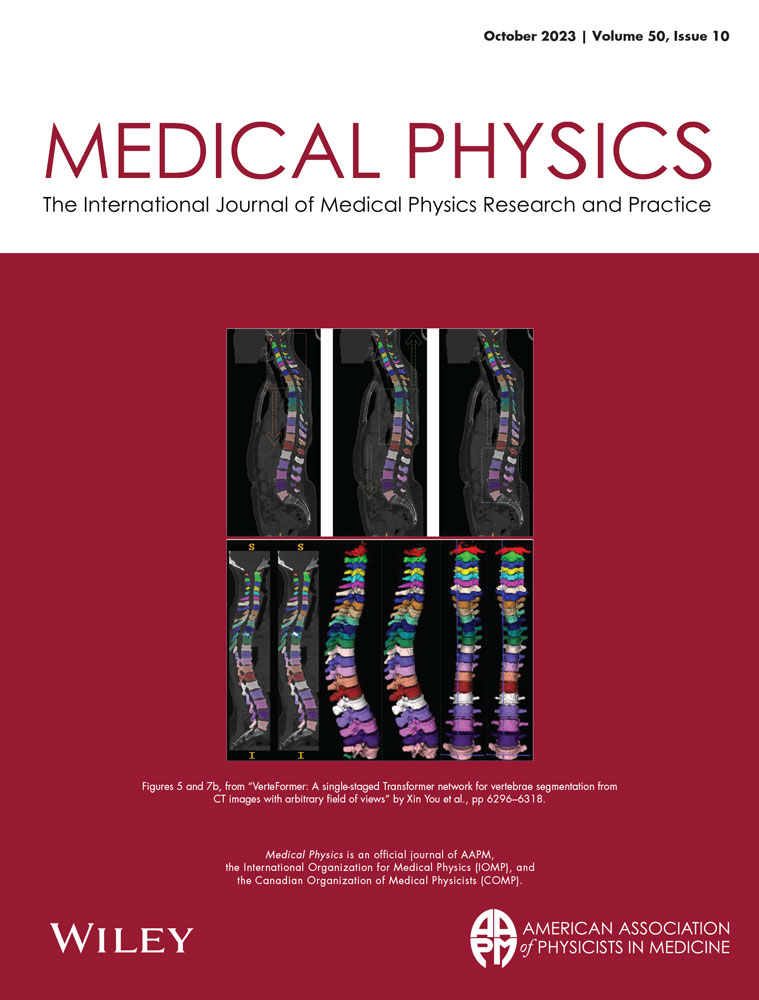 October 2023 | Volume 50, Issue 10
MEDICAL PHYSICS
The International Journal of Medical Physics Research and Practice
S S
I I
Figures 5 and 7b, from “VerteFormer: A single-staged Transformer network for vertebrae segmentation from
CT images with arbitrary field of views” by Xin You et al., pp 6296–6318.
Medical Physics is an official journal of AAPM,
the International Organization for Medical Physics (IOMP), and
the Canadian Organization of Medical Physicists (COMP).
WILEY
AAPM
AMERICAN ASSOCIATION
of PHYSICISTS IN MEDICINE